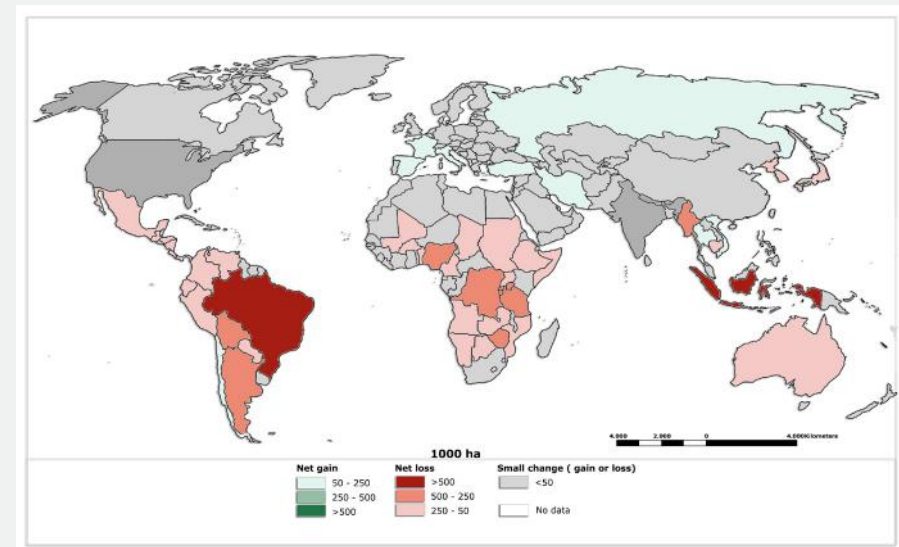 4.000 2.000 0 4.000Kilometers
1000 ha
Net gain
50 - 250
250 - 500
>500
Net loss
>500
500 - 250
250 - 50
Small change ( gain or loss)
<50
No data